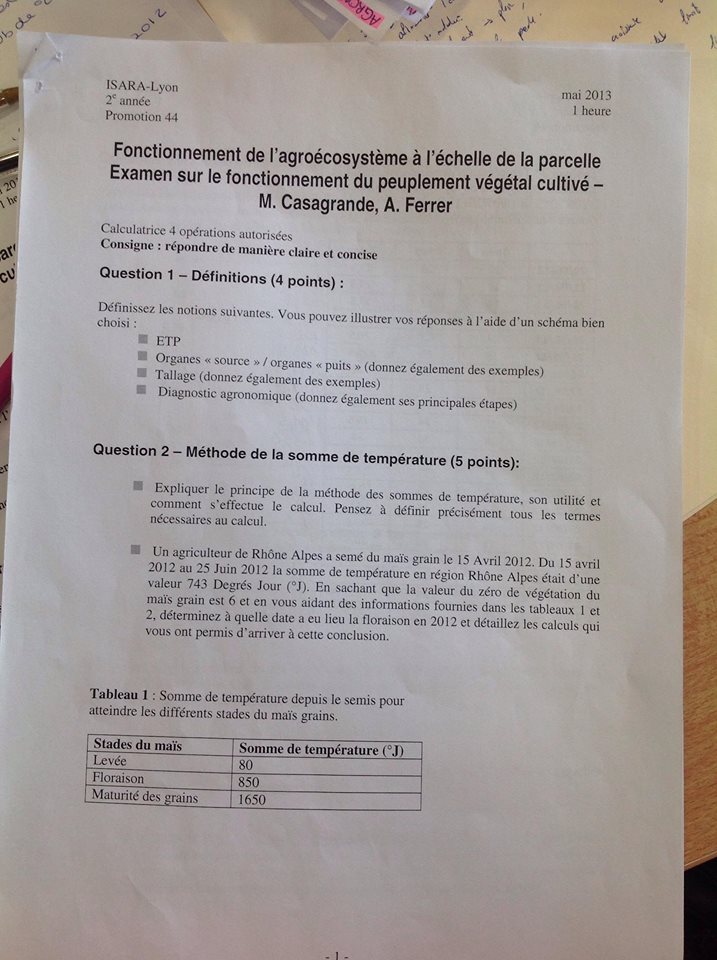 AGRO
2012
ISARA-Lyon
2e année
Promotion 44
mai 2013
1 heure
Fonctionnement de l'agroécosystème à l'échelle de la parcelle
Examen sur le fonctionnement du peuplement végétal cultivé –
M. Casagrande, A. Ferrer
Calculatrice 4 opérations autorisées
Consigne : répondre de manière claire et concise
Question 1 – Définitions (4 points) :
Définissez les notions suivantes. Vous pouvez illustrer vos réponses à l'aide d'un schéma bien
choisi :
ETP
Organes « source » / organes « puits » (donnez également des exemples)
Tallage (donnez également des exemples)
Diagnostic agronomique (donnez également ses principales étapes)
Question 2 – Méthode de la somme de température (5 points):
Expliquer le principe de la méthode des sommes de température, son utilité et
comment s'effectue le calcul. Pensez à définir précisément tous les termes
nécessaires au calcul.
Un agriculteur de Rhône Alpes a semé du maïs grain le 15 Avril 2012. Du 15 avril
2012 au 25 Juin 2012 la somme de température en région Rhône Alpes était d'une
valeur 743 Degrés Jour (°J). En sachant que la valeur du zéro de végétation du
maïs grain est 6 et en vous aidant des informations fournies dans les tableaux 1 et
2, déterminez à quelle date a eu lieu la floraison en 2012 et détaillez les calculs qui
vous ont permis d'arriver à cette conclusion.
Tableau 1 : Somme de température depuis le semis pour
atteindre les différents stades du maïs grains.
Stades du maïs Somme de température (°J)
Levée 80
Floraison 850
Maturité des grains 1650
- 1 -